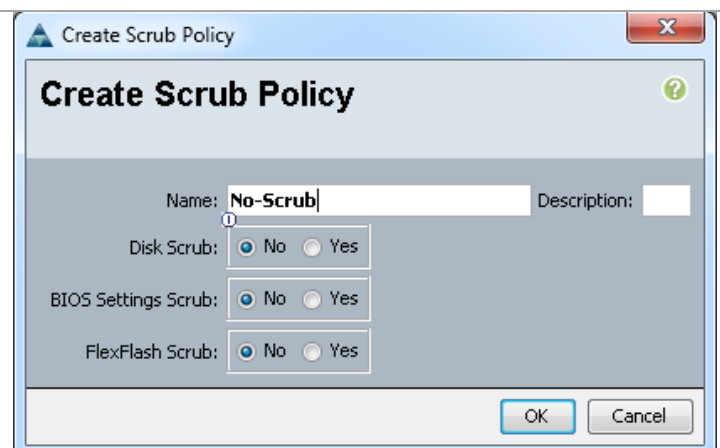 Create Scrub Policy
X
Create Scrub Policy
?
Name: No-Scrub Description:
Disk Scrub: No Yes
BIOS Settings Scrub: No Yes
FlexFlash Scrub: No Yes
OK Cancel